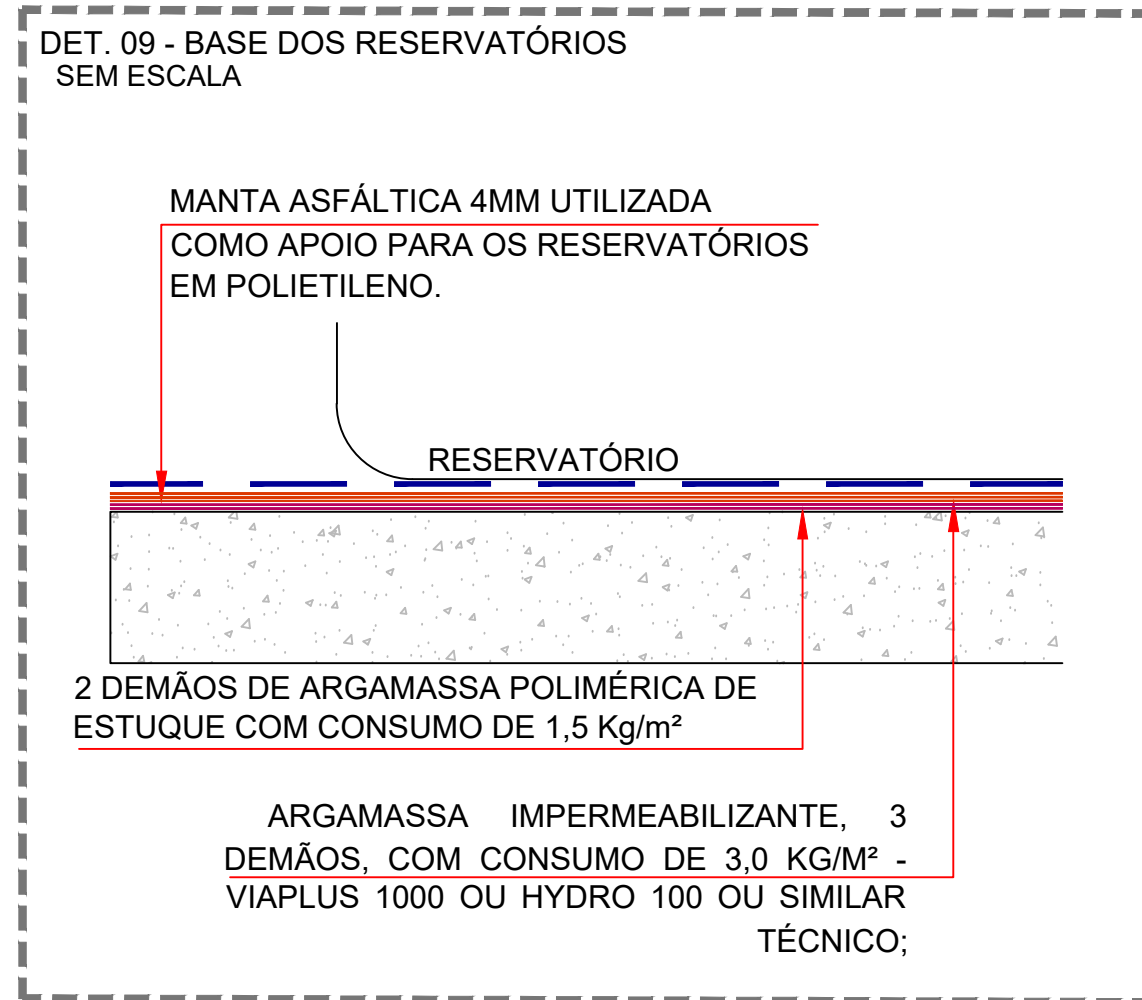 DET. 09 - BASE DOS RESERVATÓRIOS
SEM ESCALA
MANTA ASFÁLTICA 4MM UTILIZADA
COMO APOIO PARA OS RESERVATÓRIOS
EM POLIETILENO.
RESERVATÓRIO
2 DEMÃOS DE ARGAMASSA POLIMÉRICA DE
ESTUQUE COM CONSUMO DE 1,5 Kg/m²
ARGAMASSA IMPERMEABILIZANTE, 3
DEMÃOS, COM CONSUMO DE 3,0 KG/M² -
VIAPLUS 1000 OU HYDRO 100 OU SIMILAR
TÉCNICO;